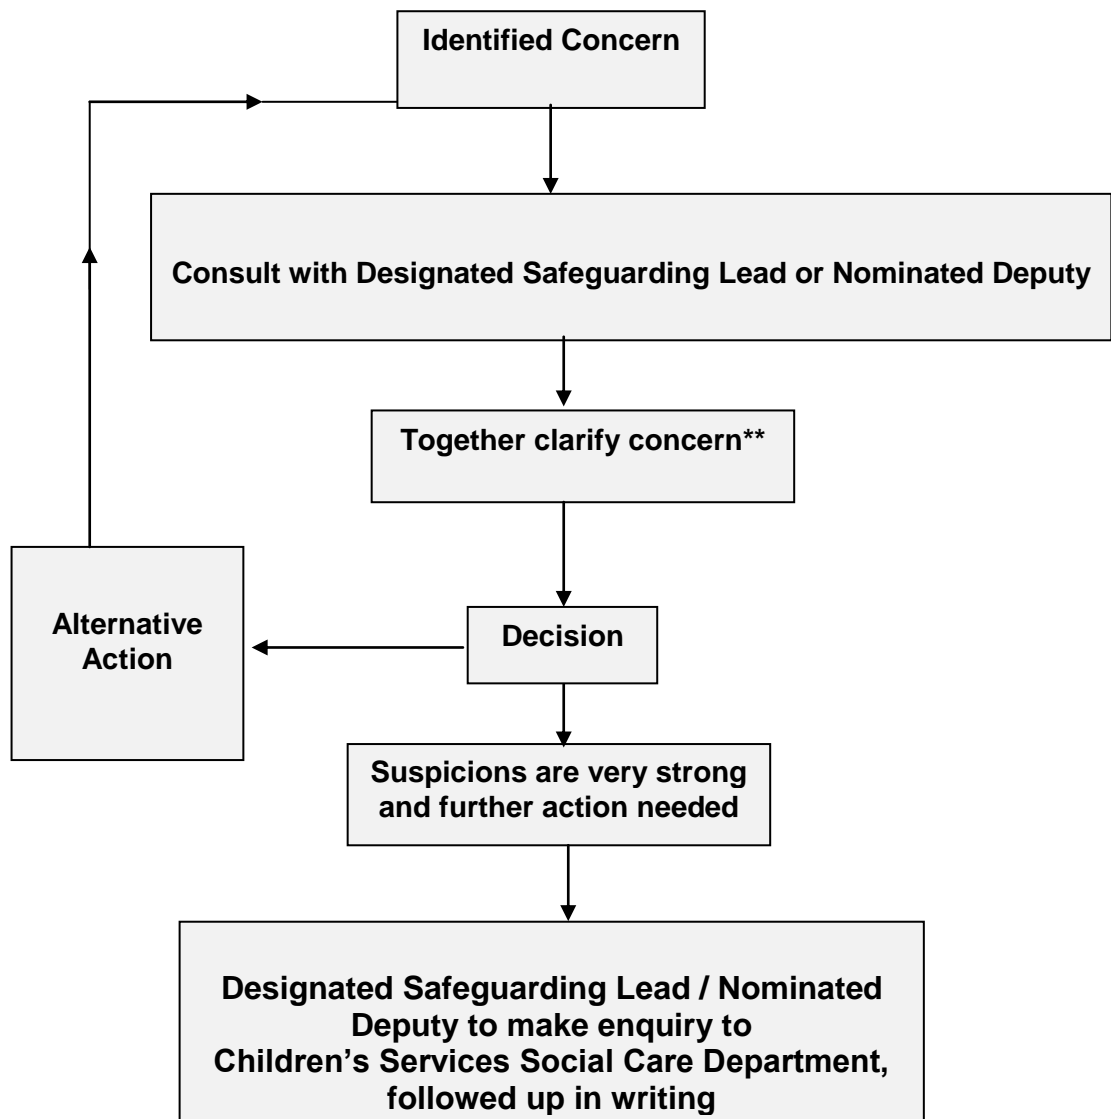 Identified Concern
Consult with Designated Safeguarding Lead or Nominated Deputy
Together clarify concern**
Alternative
Action
Decision
Suspicions are very strong
and further action needed
Designated Safeguarding Lead / Nominated
Deputy to make enquiry to
Children’s Services Social Care Department,
followed up in writing